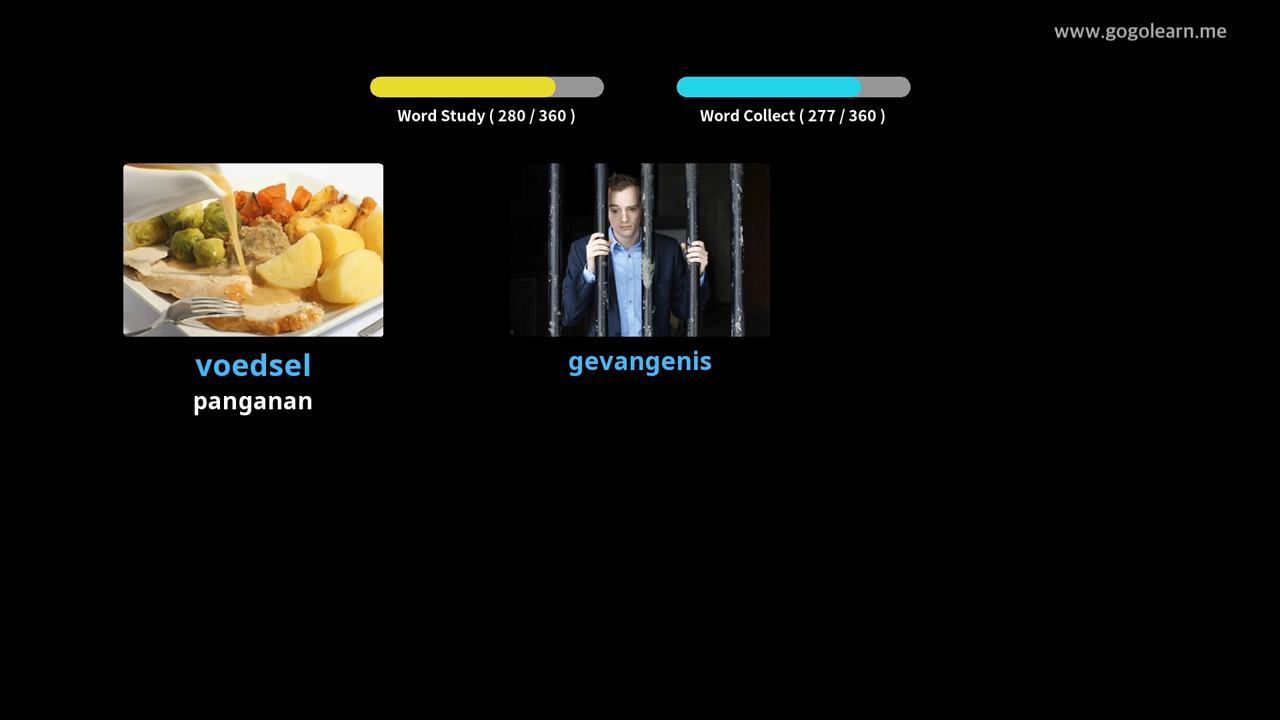 www.gogolearn.me
Word Study ( 280 / 360 )
Word Collect ( 277 / 360 )
voedsel
panganan
gevangenis